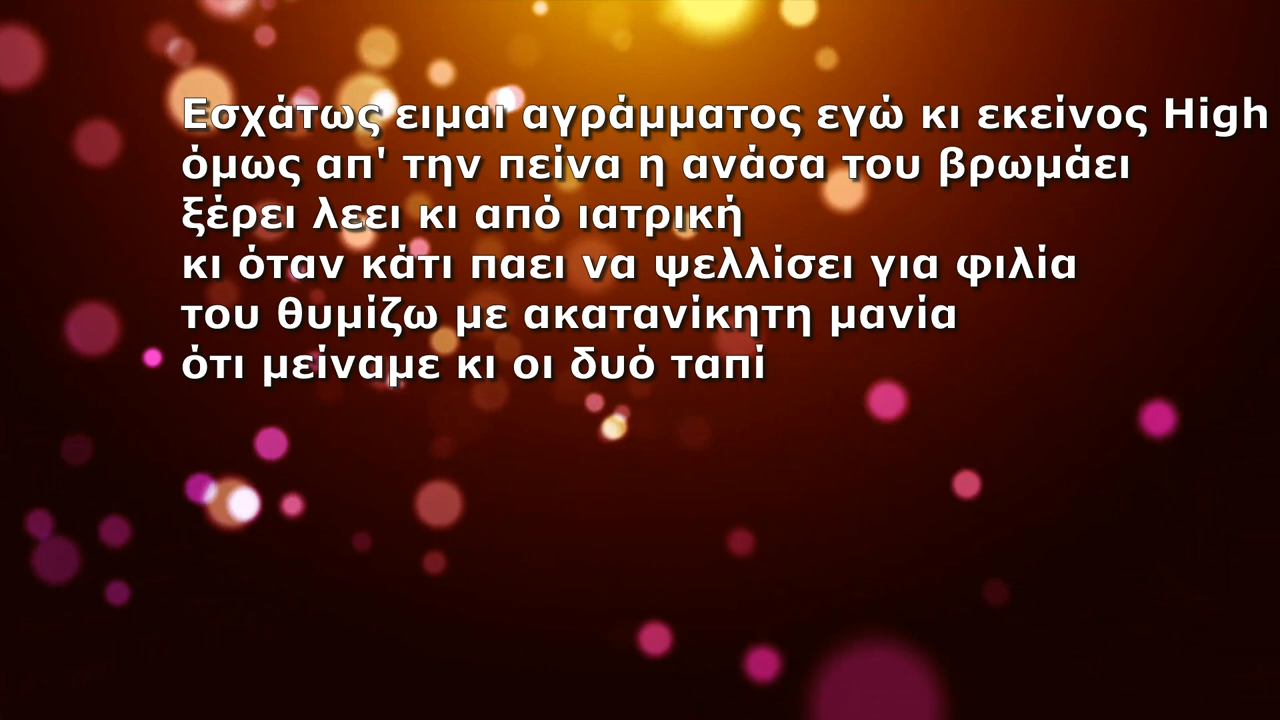 Εσχάτως ειμαι αγράμματος εγώ κι εκείνος High
όμως απ' την πείνα η ανάσα του βρωμάει
ξέρει λεει κι από ιατρική
κι όταν κάτι παει να ψελλίσει για φιλία
του θυμίζω με ακατανίκητη μανία
ότι μείναμε κι οι δυό ταπί